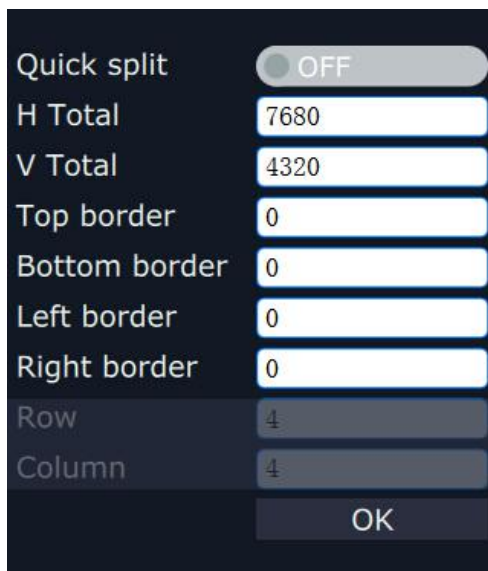 Quick split OFF
H Total 7680
V Total 4320
Top border 0
Bottom border 0
Left border 0
Right border 0
Row 4
Column 4
OK